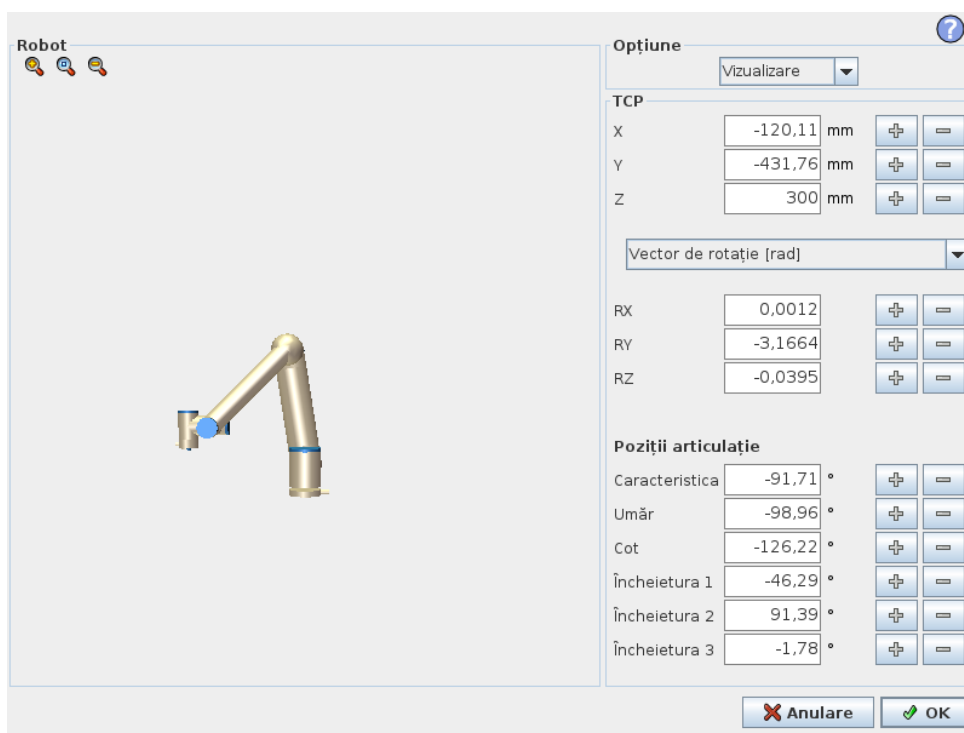 Robot
Opțiune
?
Vizualizare
TCP
X -120,11 mm
Y -431,76 mm
Z 300 mm
Vector de rotație [rad]
RX 0,0012
RY -3,1664
RZ -0,0395
Poziții articulație
Caracteristica -91,71 °
Umăr -98,96 °
Cot -126,22 °
Încheietura 1 -46,29 °
Încheietura 2 91,39 °
Încheietura 3 -1,78 °
Anulare
OK